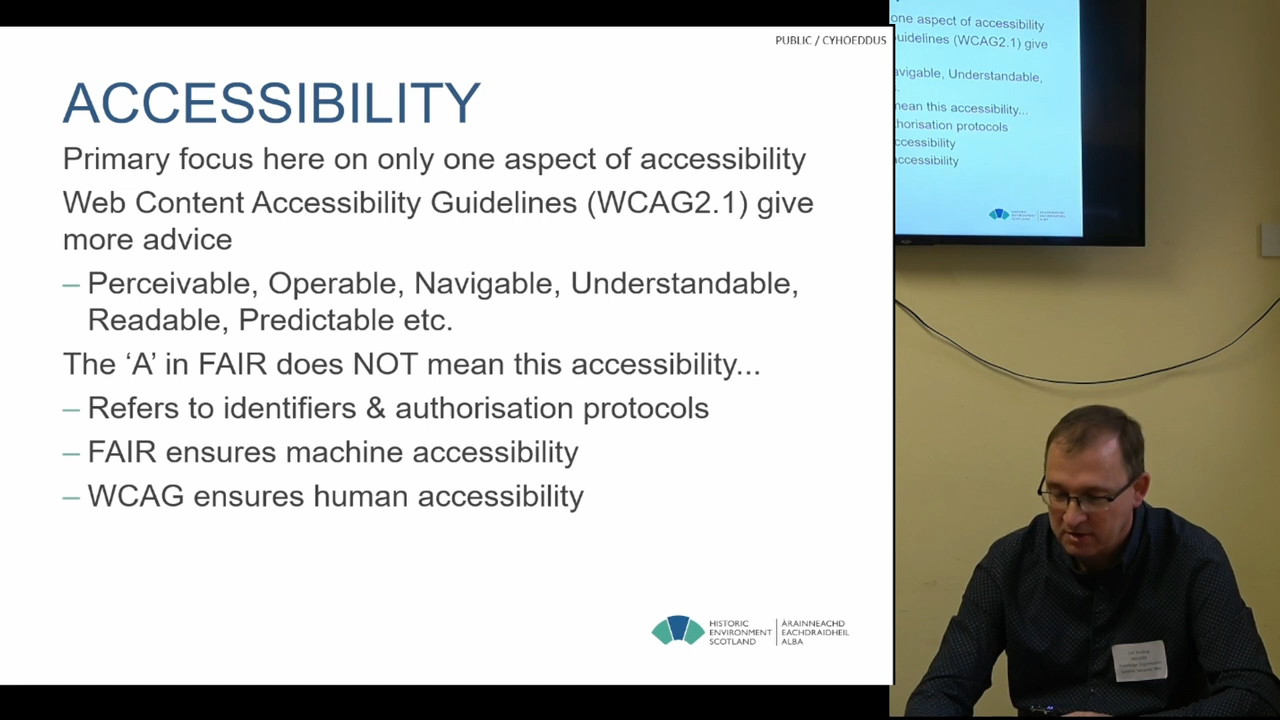 PUBLIC / CYHOEDDUS
ACCESSIBILITY
Primary focus here on only one aspect of accessibility
Web Content Accessibility Guidelines (WCAG2.1) give
more advice
– Perceivable, Operable, Navigable, Understandable,
Readable, Predictable etc.
The ‘A’ in FAIR does NOT mean this accessibility...
– Refers to identifiers & authorisation protocols
– FAIR ensures machine accessibility
– WCAG ensures human accessibility
HISTORIC
ENVIRONMENT
SCOTLAND
ÀRAINNEACHD
EACHDRAIDHEIL
ALBA
one aspect of accessibility
uidelines (WCAG2.1) give
avigable, Understandable,
mean this accessibility...
horisation protocols
ccessibility
accessibility